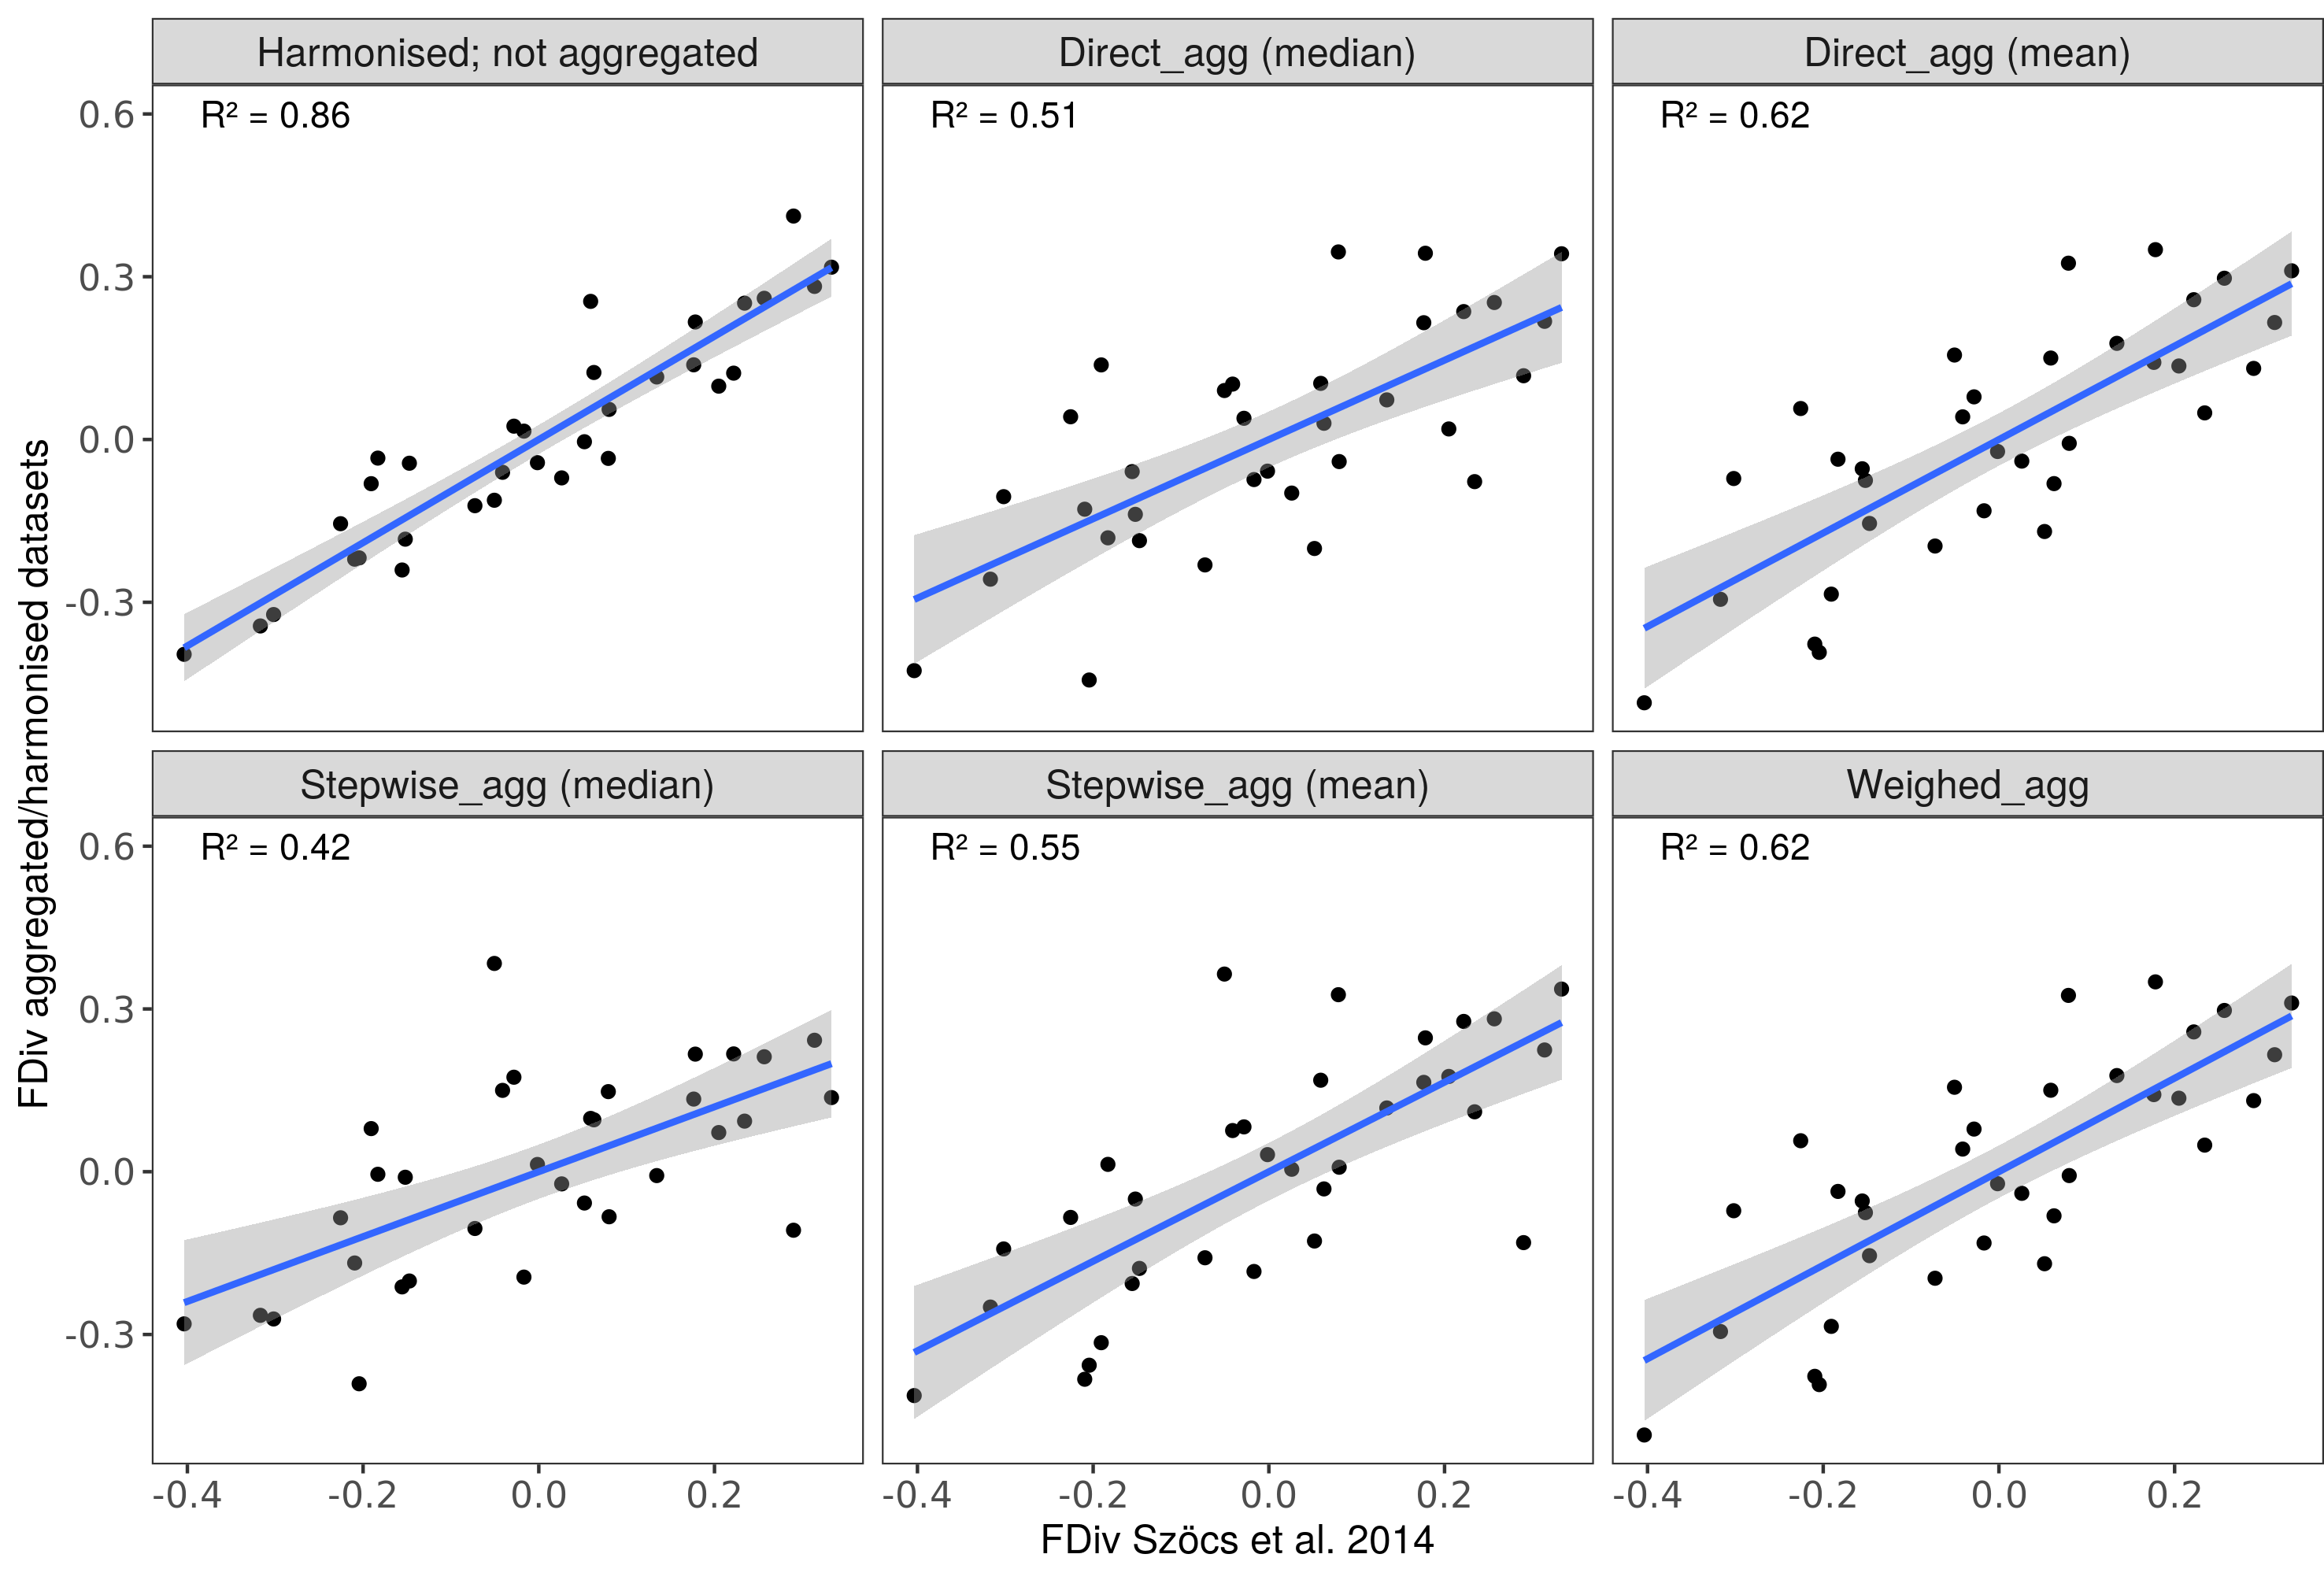 Harmonised; not aggregated
Direct_agg (median)
Direct_agg (mean)
R² = 0.86
R² = 0.51
R² = 0.62
0.6
0.3
0.0
-0.3
FDiv aggregated/harmonised datasets
Stepwise_agg (median)
Stepwise_agg (mean)
Weighed_agg
R² = 0.42
R² = 0.55
R² = 0.62
0.6
0.3
0.0
-0.3
-0.4 -0.2 0.0 0.2
-0.4 -0.2 0.0 0.2
-0.4 -0.2 0.0 0.2
FDiv Szöcs et al. 2014